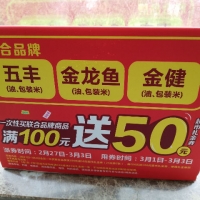 合品牌
五丰
(油、包装米)
金龙鱼
(油、包装米)
金健
(油、包装米)
一次性买联合品牌商品
满100元送50元
票券时间：2月27日-3月3日
用券时间：3月1日-3月3日